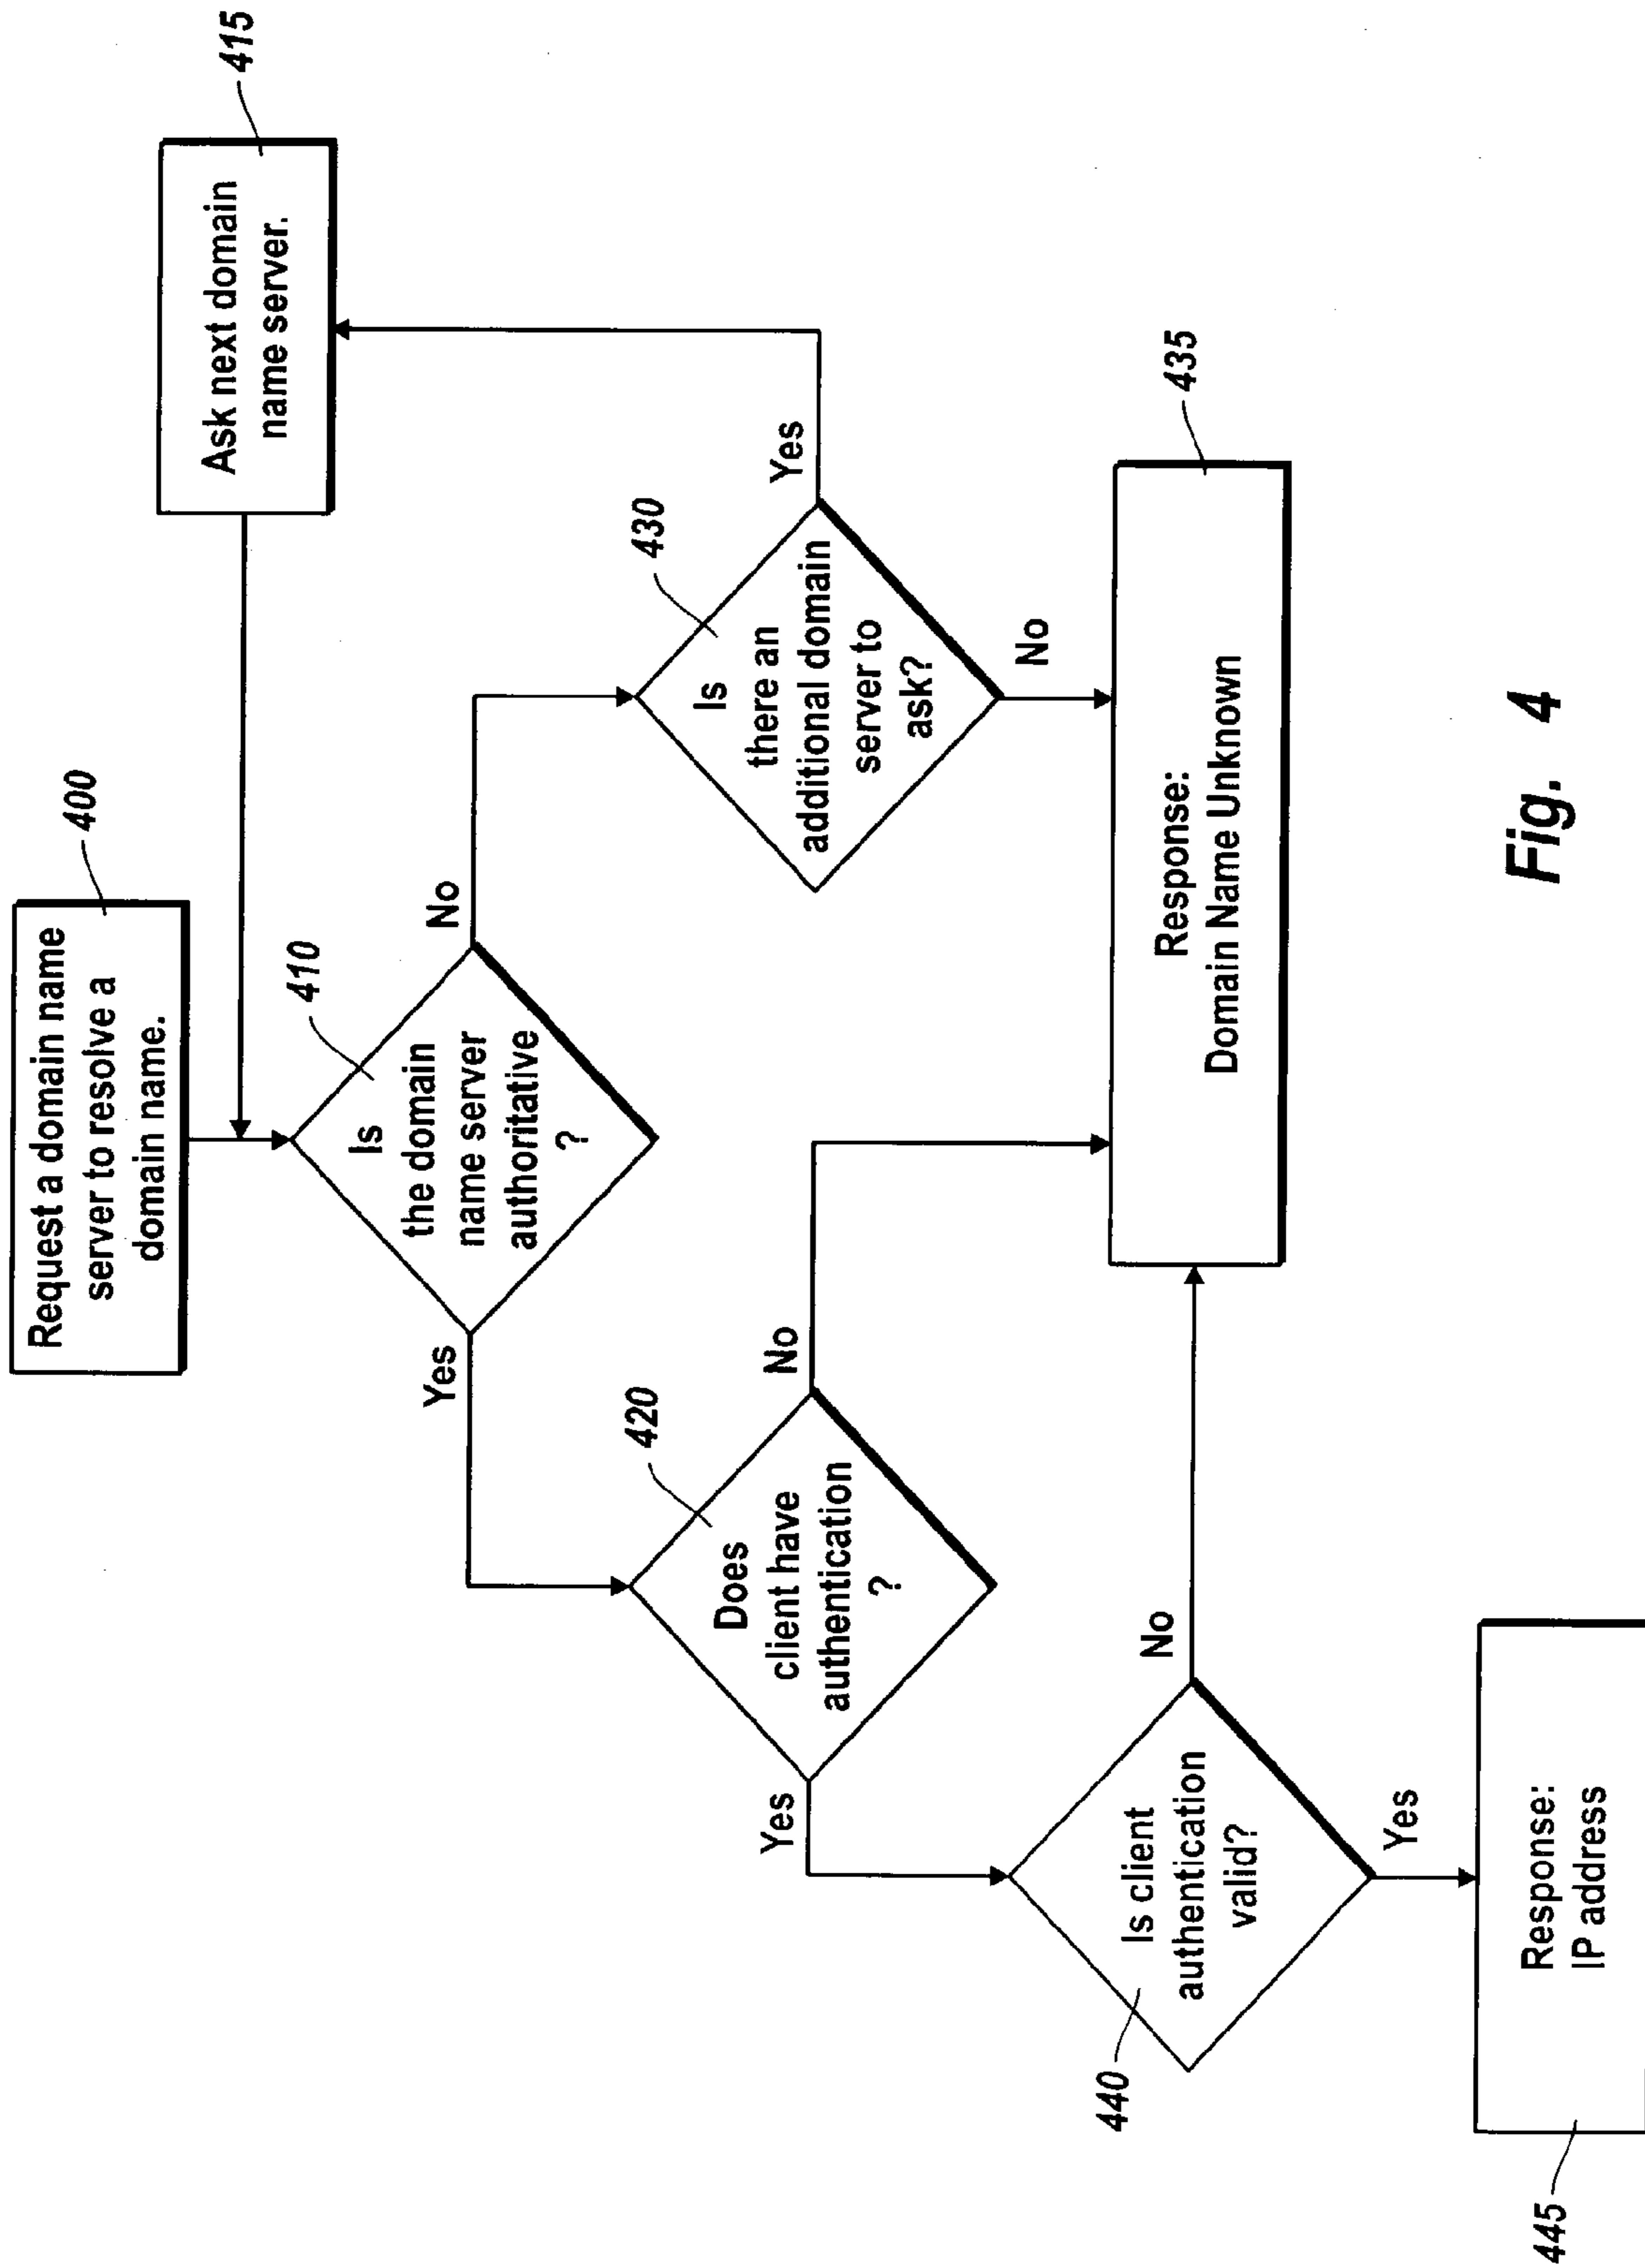 400
Request a domain name
server to resolve a
domain name.
415
Ask next domain
name server.
410
Is
the domain
name server
authoritative
?
Yes
No
420
Does
client have
authentication
?
Yes
No
430
Is
there an
additional domain
server to
ask?
Yes
No
440
Is client
authentication
valid?
No
Yes
435
Response:
Domain Name Unknown
445
Response:
IP address
Fig. 4